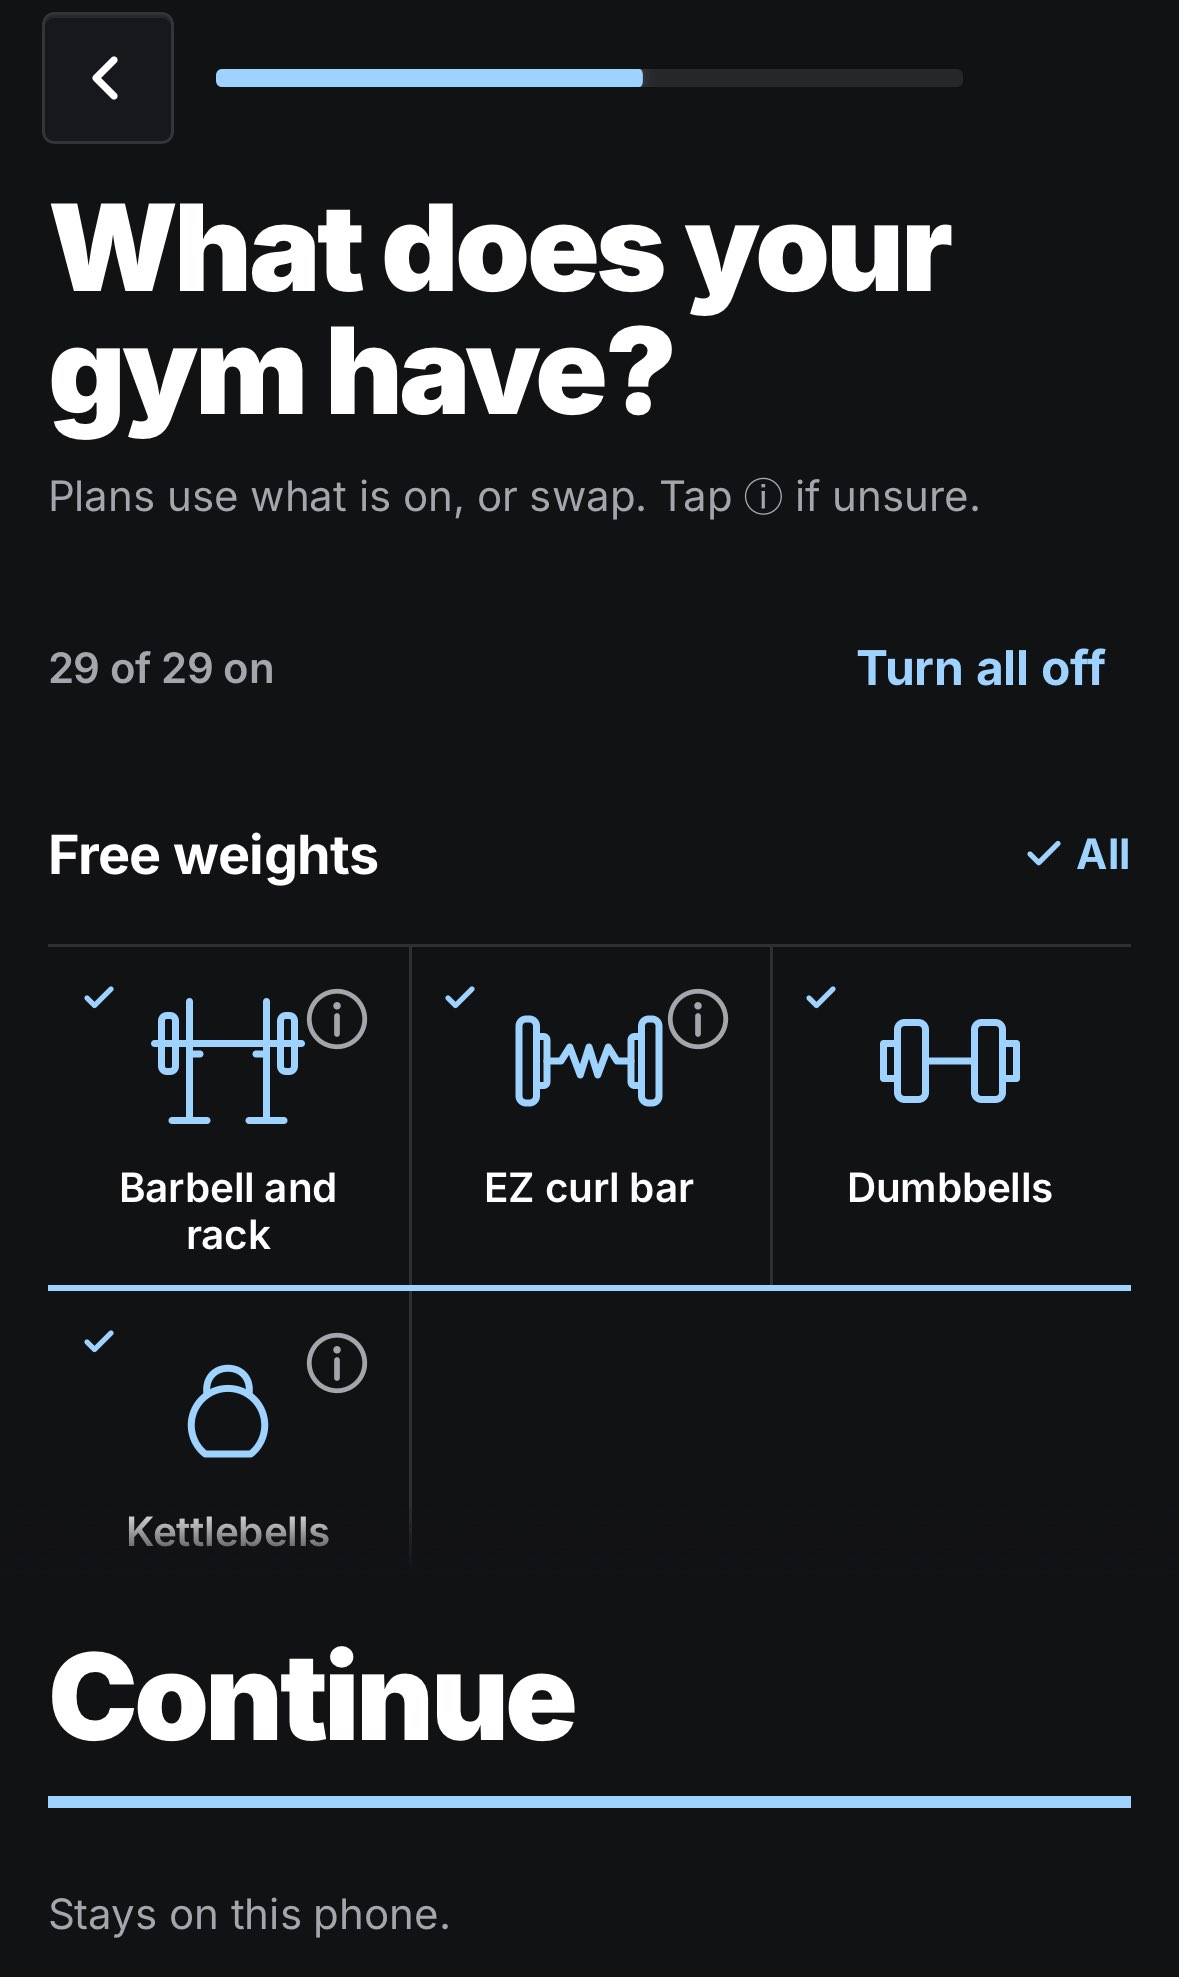 What does your
gym have?
Plans use what is on, or swap. Tap ⓘ if unsure.
29 of 29 on
Turn all off
Free weights
All
Barbell and
rack
EZ curl bar
Dumbbells
Kettlebells
Continue
Stays on this phone.